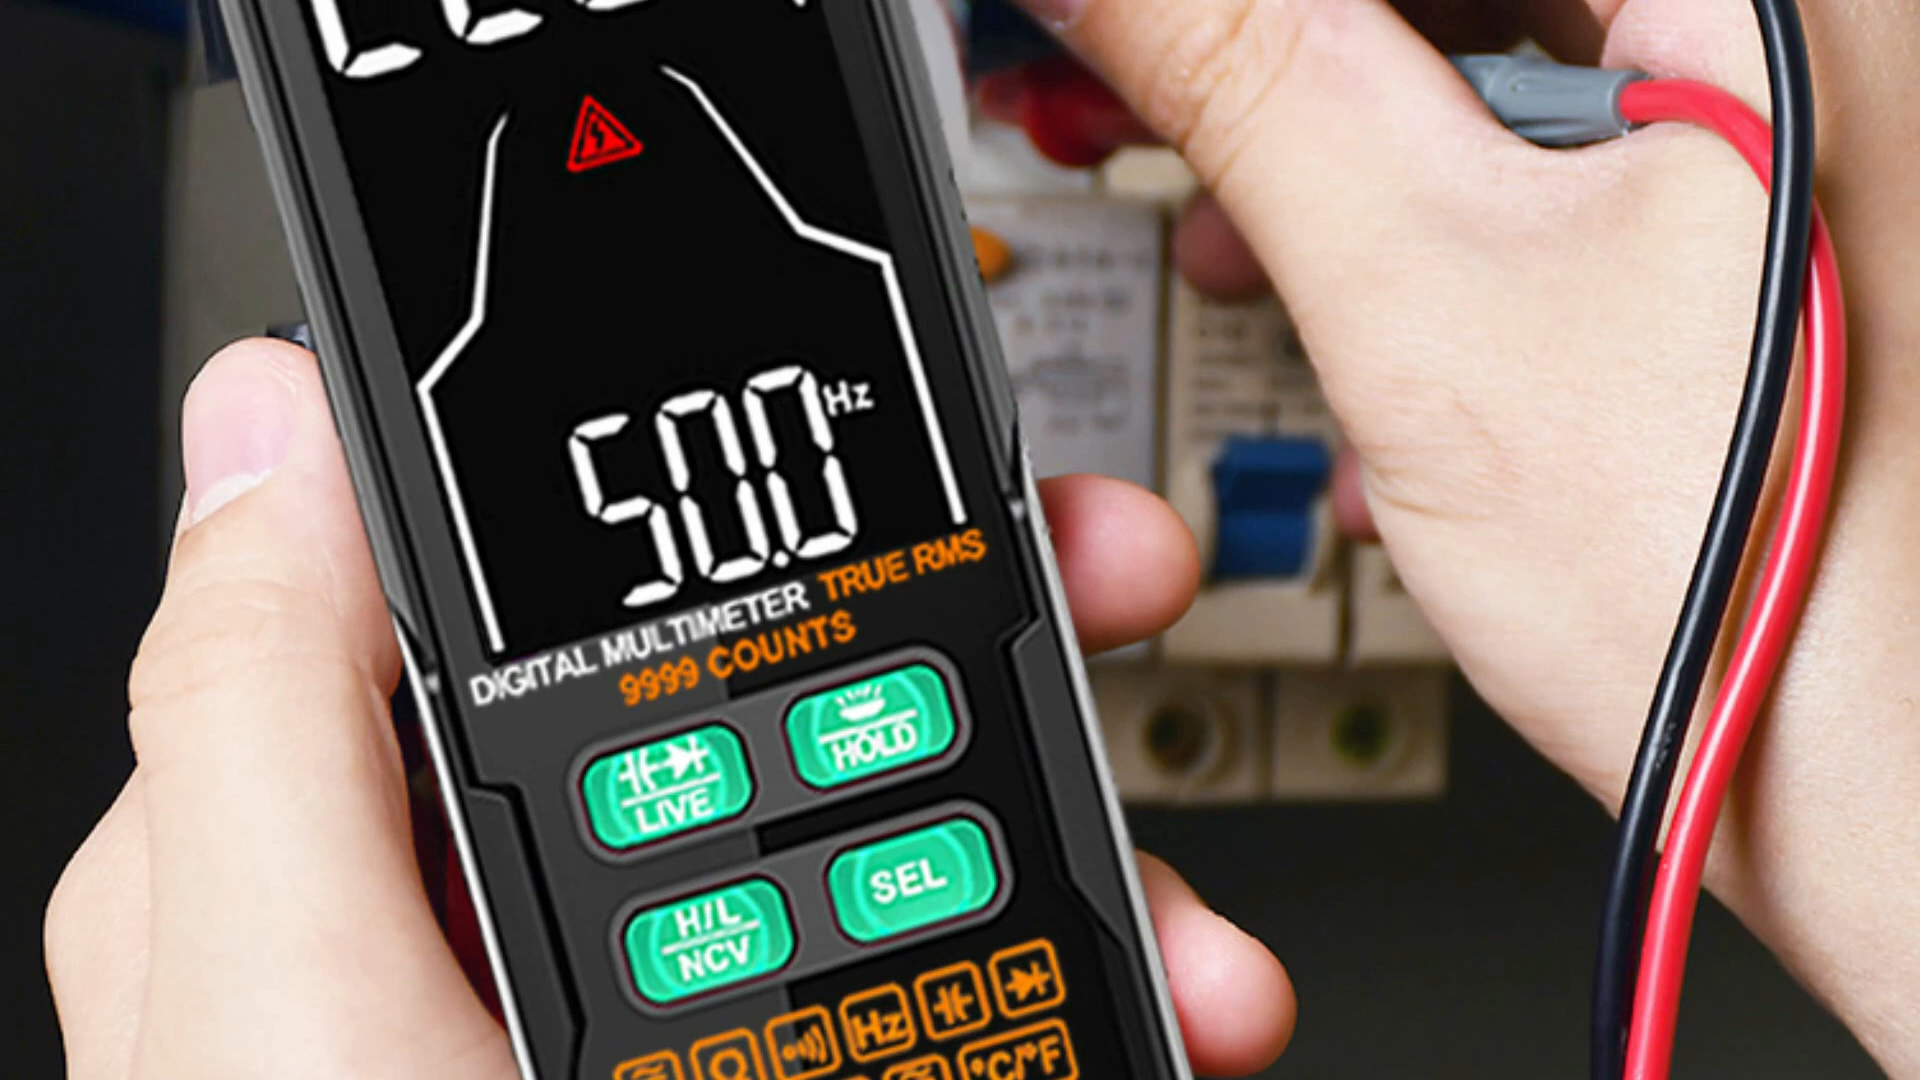 50.0 Hz
DIGITAL MULTIMETER TRUE RMS
9999 COUNTS
LIVE
HOLD
H/L
NCV
SEL
Hz
°C/°F